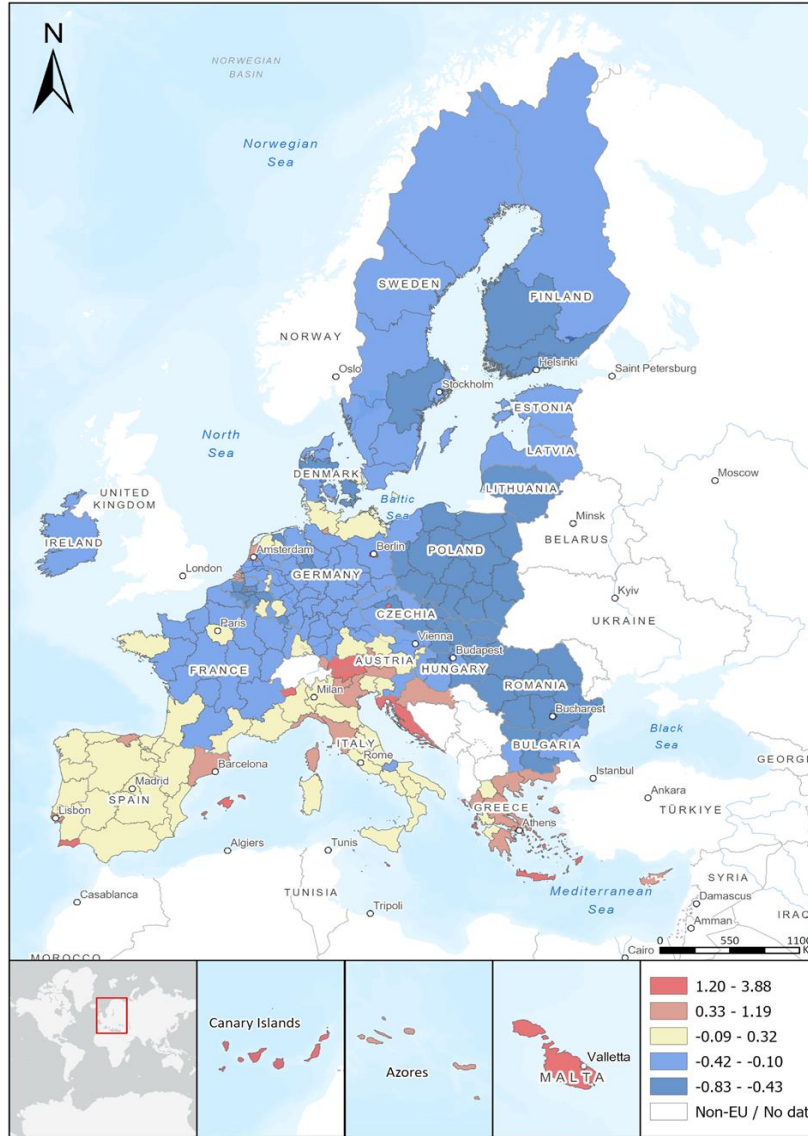 N
NORWEGIAN
BASIN
Norwegian
Sea
SWEDEN
FINLAND
NORWAY
Oslo
Helsinki
Saint Petersburg
Stockholm
ESTONIA
North
Sea
LATVIA
DENMARK
Moscow
LITHUANIA
Baltic
Sea
UNITED
KINGDOM
Minsk
IRELAND
BELARUS
Amsterdam
Berlin
POLAND
London
GERMANY
Kyiv
CZECHIA
UKRAINE
Paris
Vienna
Budapest
AUSTRIA
FRANCE
HUNGARY
Milan
ROMANIA
Bucharest
Black
Sea
BULGARIA
ITALY
GEORG
Rome
Barcelona
Istanbul
Madrid
Ankara
SPAIN
GREECE
TÜRKIYE
Lisbon
Athens
Algiers
Tunis
SYRIA
Mediterranean
Sea
Casablanca
TUNISIA
Damascus
IRAQ
Tripoli
Amman
MOROCCO
Cairo
0 550 1100
K
Canary Islands
Azores
Valletta
MALTA
1.20 - 3.88
0.33 - 1.19
-0.09 - 0.32
-0.42 - -0.10
-0.83 - -0.43
Non-EU / No dat